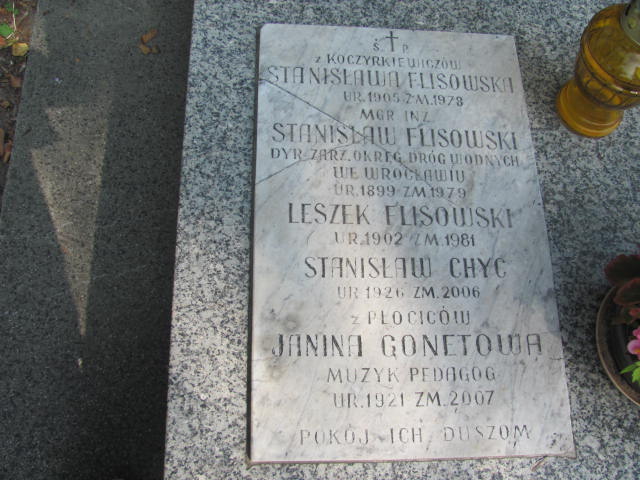 Ś † P
z KOCZYRKIEWICZÓW
STANISŁAWA FLISOWSKA
UR.1905 ZM.1978
MGR INŻ
STANISŁAW FLISOWSKI
DYR. ZARZ. OKRĘG. DRÓG WODNYCH
WE WROCŁAWIU
UR.1899 ZM.1979
LESZEK FLISOWSKI
UR.1902 ZM.1981
STANISŁAW CHYC
UR 1926 ZM. 2006
z PŁOCICÓW
JANINA GONETOWA
MUZYK PEDAGOG
UR.1921 ZM.2007
POKÓJ ICH DUSZOM